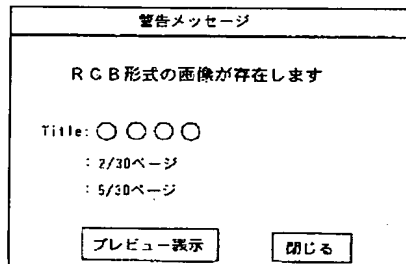 警告メッセージ
RGB形式の画像が存在します
Title:○○○○
:2/30ページ
:5/30ページ
プレビュー表示
閉じる